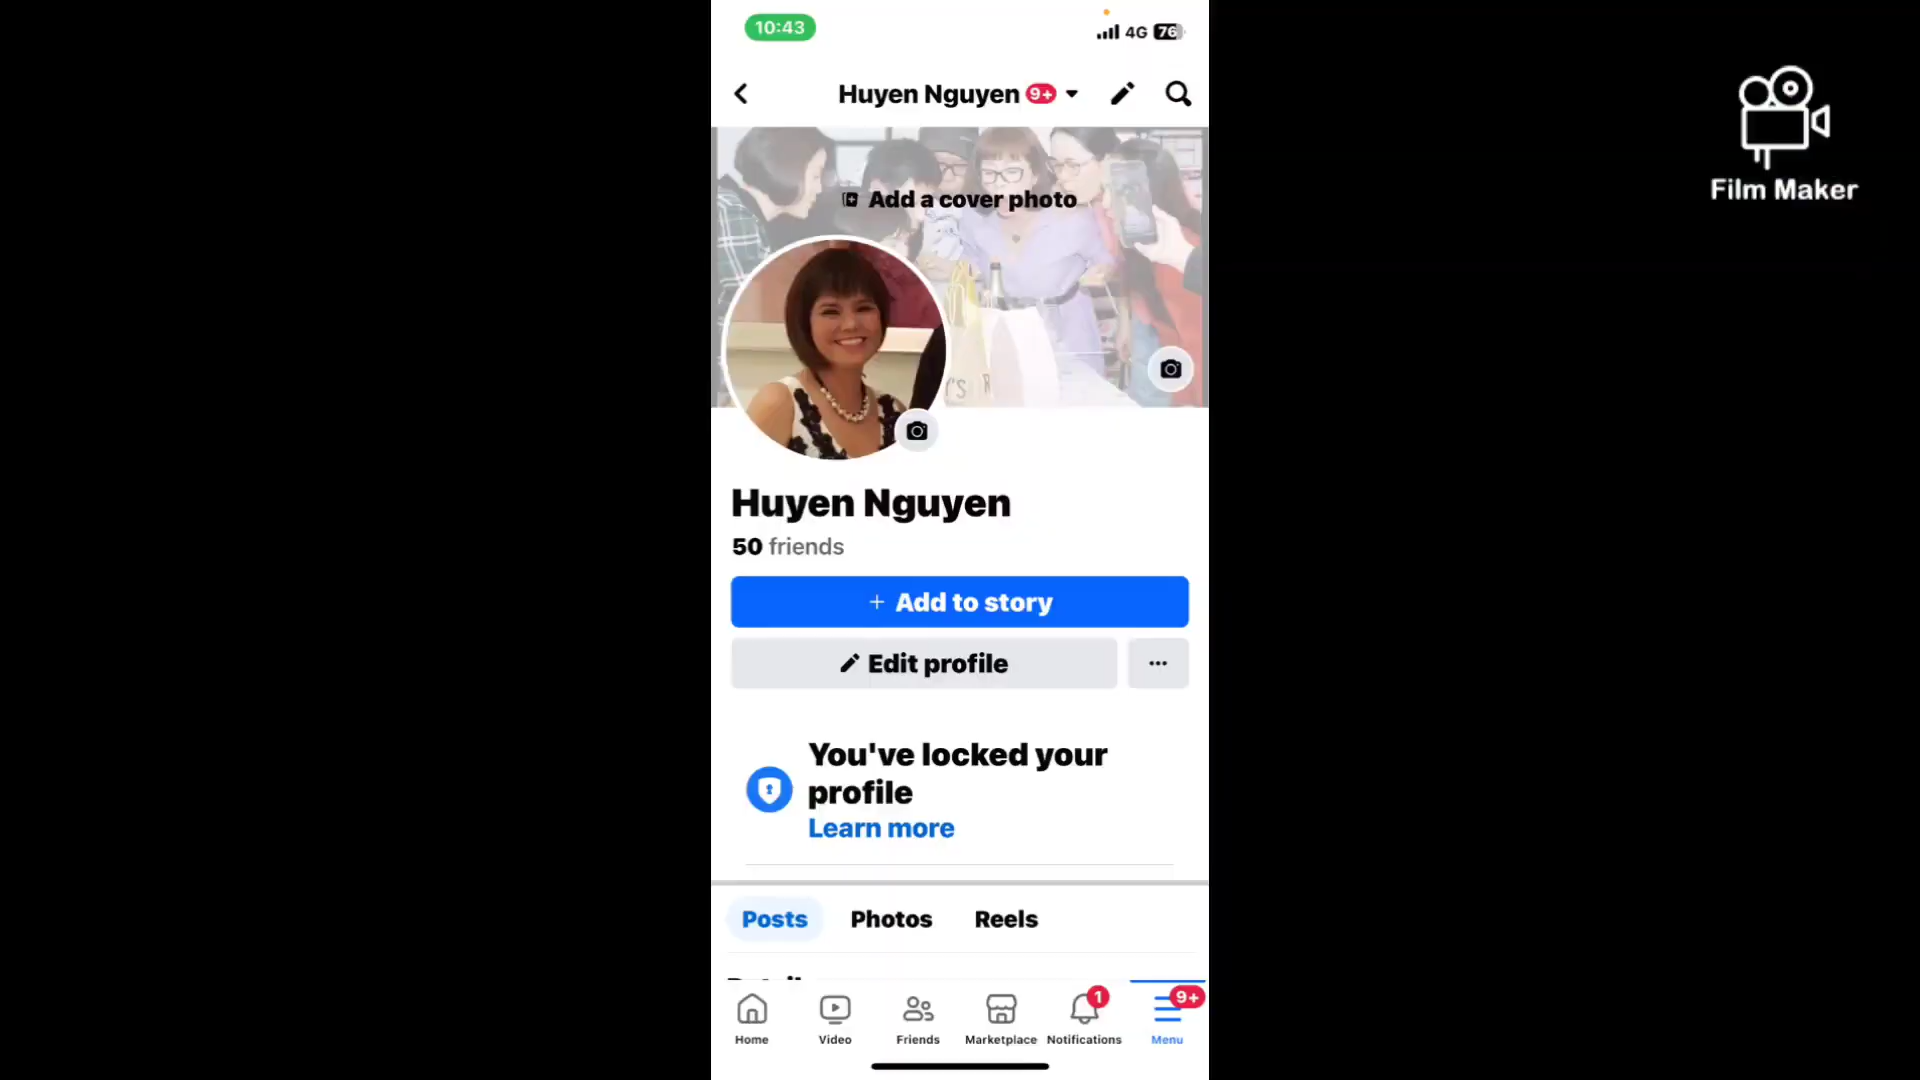 10:43
4G 76
Huyen Nguyen 9+
Film Maker
Add a cover photo
Huyen Nguyen
50 friends
+ Add to story
Edit profile
You've locked your
profile
Learn more
Posts Photos Reels
1 9+
Home Video Friends Marketplace Notifications Menu